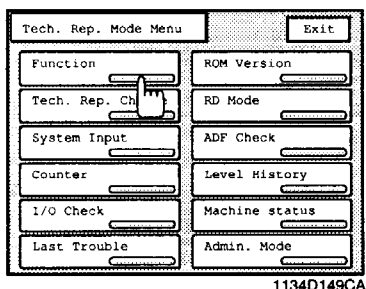 Tech. Rep. Mode Menu
Exit
Function
RQM Version
Tech. Rep. Ch
RD Mode
System Input
ADF Check
Counter
Level History
I/O Check
Machine status
Last Trouble
Admin. Mode
1134D149CA